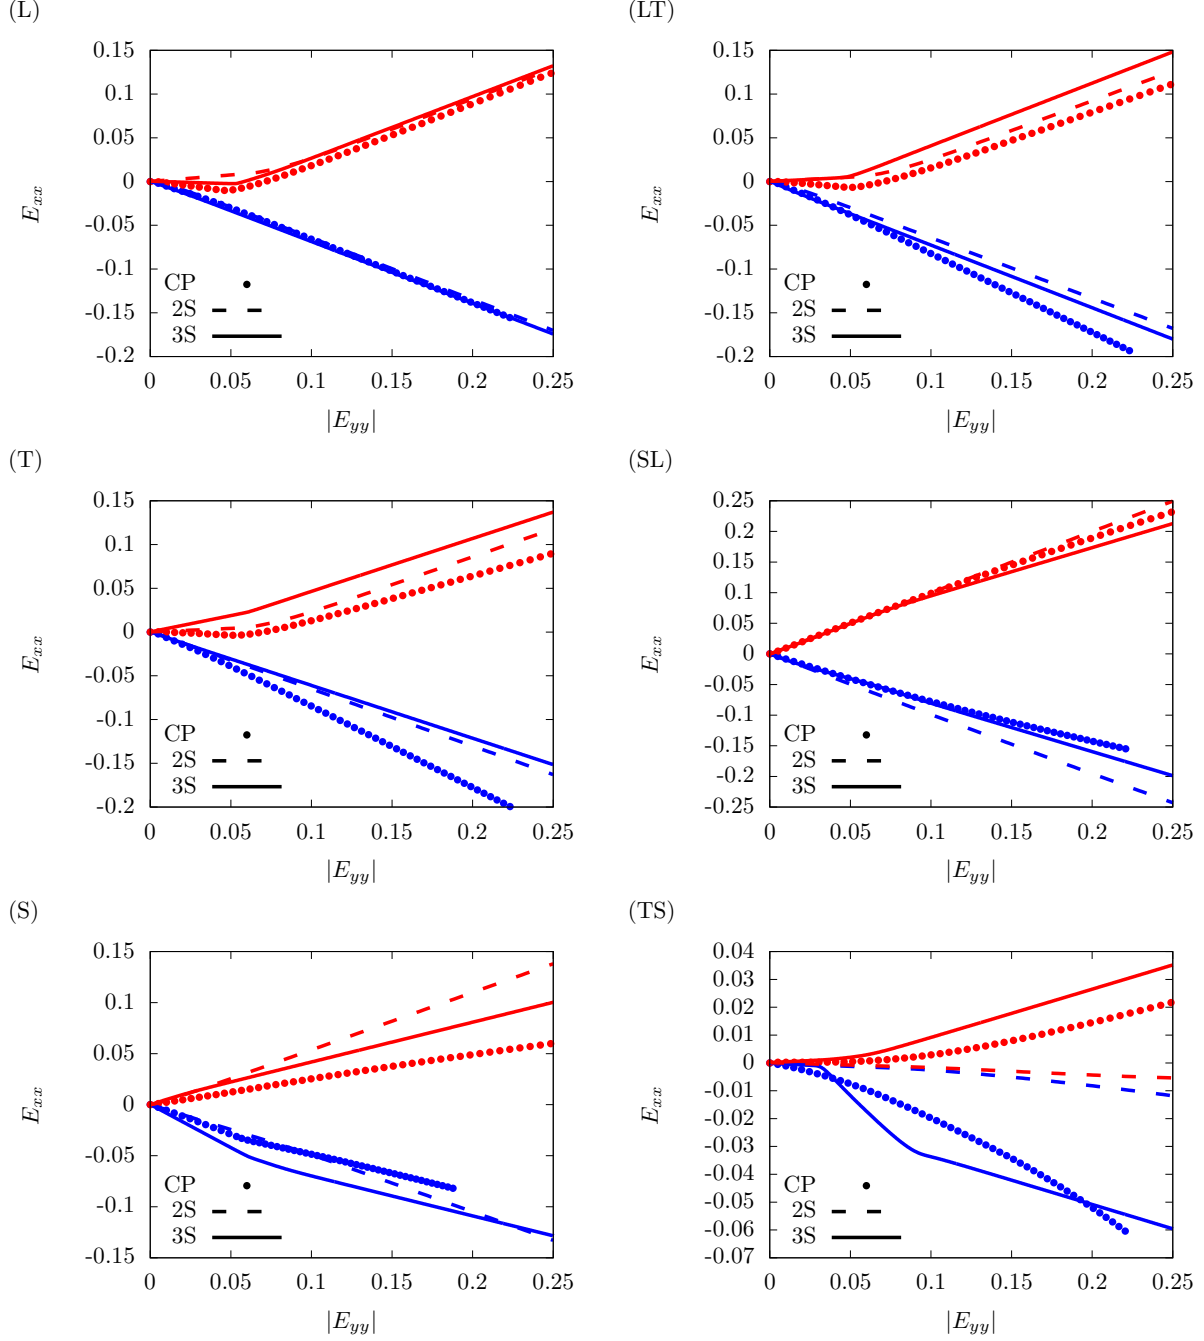 (L)
0.15
0.1
0.05
0
-0.05
-0.1
-0.15
-0.2
E_xx
CP
2S
3S
0 0.05 0.1 0.15 0.2 0.25
|E_yy|
(LT)
0.15
0.1
0.05
0
-0.05
-0.1
-0.15
-0.2
E_xx
CP
2S
3S
0 0.05 0.1 0.15 0.2 0.25
|E_yy|
(T)
0.15
0.1
0.05
0
-0.05
-0.1
-0.15
-0.2
E_xx
CP
2S
3S
0 0.05 0.1 0.15 0.2 0.25
|E_yy|
(SL)
0.25
0.2
0.15
0.1
0.05
0
-0.05
-0.1
-0.15
-0.2
-0.25
E_xx
CP
2S
3S
0 0.05 0.1 0.15 0.2 0.25
|E_yy|
(S)
0.15
0.1
0.05
0
-0.05
-0.1
-0.15
E_xx
CP
2S
3S
0 0.05 0.1 0.15 0.2 0.25
|E_yy|
(TS)
0.04
0.03
0.02
0.01
0
-0.01
-0.02
-0.03
-0.04
-0.05
-0.06
-0.07
E_xx
CP
2S
3S
0 0.05 0.1 0.15 0.2 0.25
|E_yy|